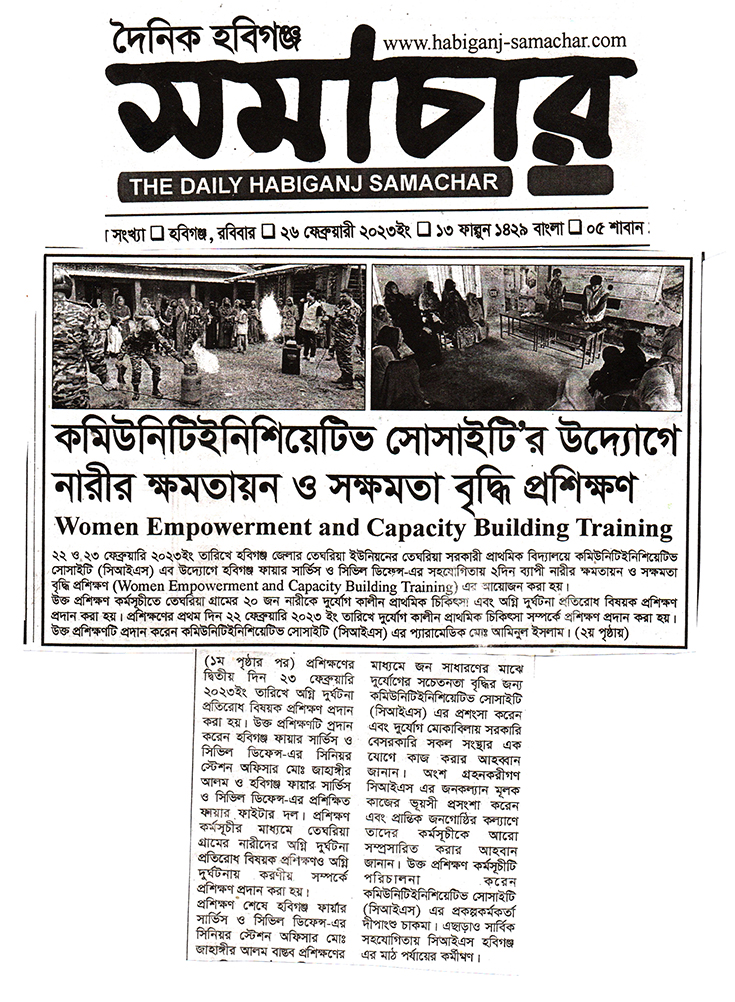 দৈনিক হবিগঞ্জ
www.habiganj-samachar.com
সমাচার
THE DAILY HABIGANJ SAMACHAR
সংখ্যা ❑ হবিগঞ্জ, রবিবার ❑ ২৬ ফেব্রুয়ারী ২০২৩ইং ❑ ১৩ ফাল্গুন ১৪২৯ বাংলা ❑ ০৫ শাবান
কমিউনিটিইনিশিয়েটিভ সোসাইটি'র উদ্যোগে
নারীর ক্ষমতায়ন ও সক্ষমতা বৃদ্ধি প্রশিক্ষণ
Women Empowerment and Capacity Building Training
২২ ও ২৩ ফেব্রুয়ারি ২০২৩ইং তারিখে হবিগঞ্জ জেলার তেঘরিয়া ইউনিয়নের তেঘরিয়া সরকারী প্রাথমিক বিদ্যালয়ে কমিউনিটিইনিশিয়েটিভ
সোসাইটি (সিআইএস) এব উদ্যোগে হবিগঞ্জ ফায়ার সার্ভিস ও সিভিল ডিফেন্স-এর সহযোগিতায় ২দিন ব্যাপী নারীর ক্ষমতায়ন ও সক্ষমতা
বৃদ্ধি প্রশিক্ষণ (Women Empowerment and Capacity Building Training) এর আয়োজন করা হয়।
উক্ত প্রশিক্ষণ কর্মসূচিতে তেঘরিয়া গ্রামের ২০ জন নারীকে দুর্যোগ কালীন প্রাথমিক চিকিৎসা এবং অগ্নি দুর্ঘটনা প্রতিরোধ বিষয়ক প্রশিক্ষণ
প্রদান করা হয়। প্রশিক্ষণের প্রথম দিন ২২ ফেব্রুয়ারি ২০২৩ ইং তারিখে দুর্যোগ কালীন প্রাথমিক চিকিৎসা সম্পর্কে প্রশিক্ষণ প্রদান করা হয়।
উক্ত প্রশিক্ষণটি প্রদান করেন কমিউনিটিইনিশিয়েটিভ সোসাইটি (সিআইএস) এর প্যারামেডিক মোঃ আমিনুল ইসলাম। (২য় পৃষ্ঠায়)
(১ম পৃষ্ঠার পর) প্রশিক্ষণের
দ্বিতীয় দিন ২৩ ফেব্রুয়ারি
২০২৩ইং তারিখে অগ্নি দুর্ঘটনা
প্রতিরোধ বিষয়ক প্রশিক্ষণ প্রদান
করা হয়। উক্ত প্রশিক্ষণটি প্রদান
করেন হবিগঞ্জ ফায়ার সার্ভিস ও
সিভিল ডিফেন্স-এর সিনিয়র
স্টেশন অফিসার মোঃ জাহাঙ্গীর
আলম ও হবিগঞ্জ ফায়ার সার্ভিস
ও সিভিল ডিফেন্স-এর প্রশিক্ষিত
ফায়ার ফাইটার দল। প্রশিক্ষণ
কর্মসূচীর মাধ্যমে তেঘরিয়া
গ্রামের নারীদের অগ্নি দুর্ঘটনা
প্রতিরোধ বিষয়ক প্রশিক্ষণও অগ্নি
দুর্ঘটনায় করণীয় সম্পর্কে
প্রশিক্ষণ প্রদান করা হয়।
প্রশিক্ষণ শেষে হবিগঞ্জ ফায়ার
সার্ভিস ও সিভিল ডিফেন্স-এর
সিনিয়র স্টেশন অফিসার মোঃ
জাহাঙ্গীর আলম বাস্তব প্রশিক্ষণের
মাধ্যমে জন সাধারণের মাঝে
দুর্যোগের সচেতনতা বৃদ্ধির জন্য
কমিউনিটিইনিশিয়েটিভ সোসাইটি
(সিআইএস) এর প্রশংসা করেন
এবং দুর্যোগ মোকাবিলায় সরকারি
বেসরকারি সকল সংস্থার এক
যোগে কাজ করার আহব্বান
জানান। অংশ গ্রহনকরীগণ
সিআইএস এর জনকল্যান মূলক
কাজের ভূয়সী প্রসংশা করেন
এবং প্রান্তিক জনগোষ্ঠির কল্যাণে
তাদের কর্মসূচীকে আরো
সম্প্রসারিত করার আহবান
জানান। উক্ত প্রশিক্ষণ কর্মসূচিটি
পরিচালনা করেন
কমিউনিটিইনিশিয়েটিভ সোসাইটি
(সিআইএস) এর প্রকল্পকর্মকর্তা
দীপাংশু চাকমা। এছাড়াও সার্বিক
সহযোগিতায় সিআইএস হবিগঞ্জ
এর মাঠ পর্যায়ের কর্মীগণ।